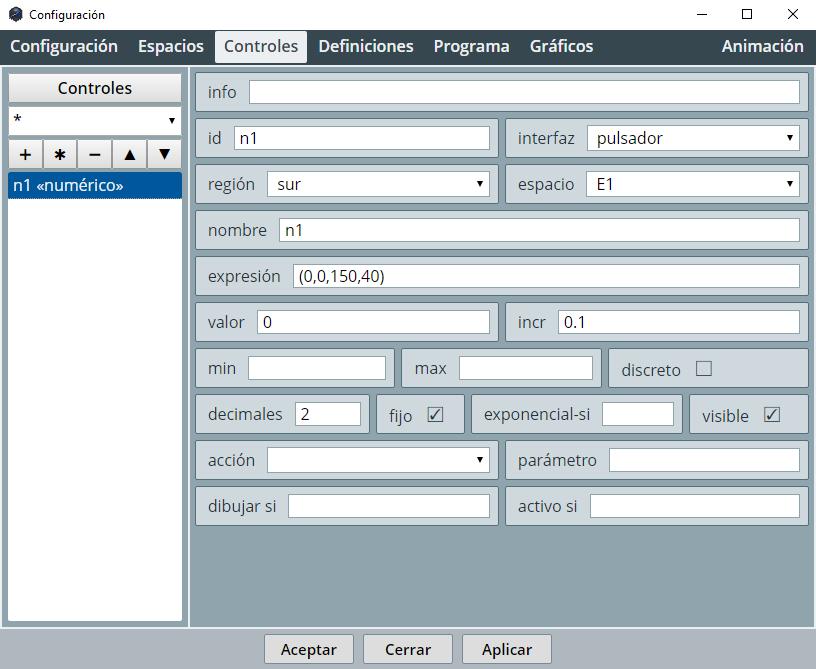 Configuración
Configuración Espacios Controles Definiciones Programa Gráficos Animación
Controles
*
+ * − ▲ ▼
n1 «numérico»
info
id n1 interfaz pulsador
región sur espacio E1
nombre n1
expresión (0,0,150,40)
valor 0 incr 0.1
min max discreto
decimales 2 fijo exponencial-si visible
acción parámetro
dibujar si activo si
Aceptar Cerrar Aplicar